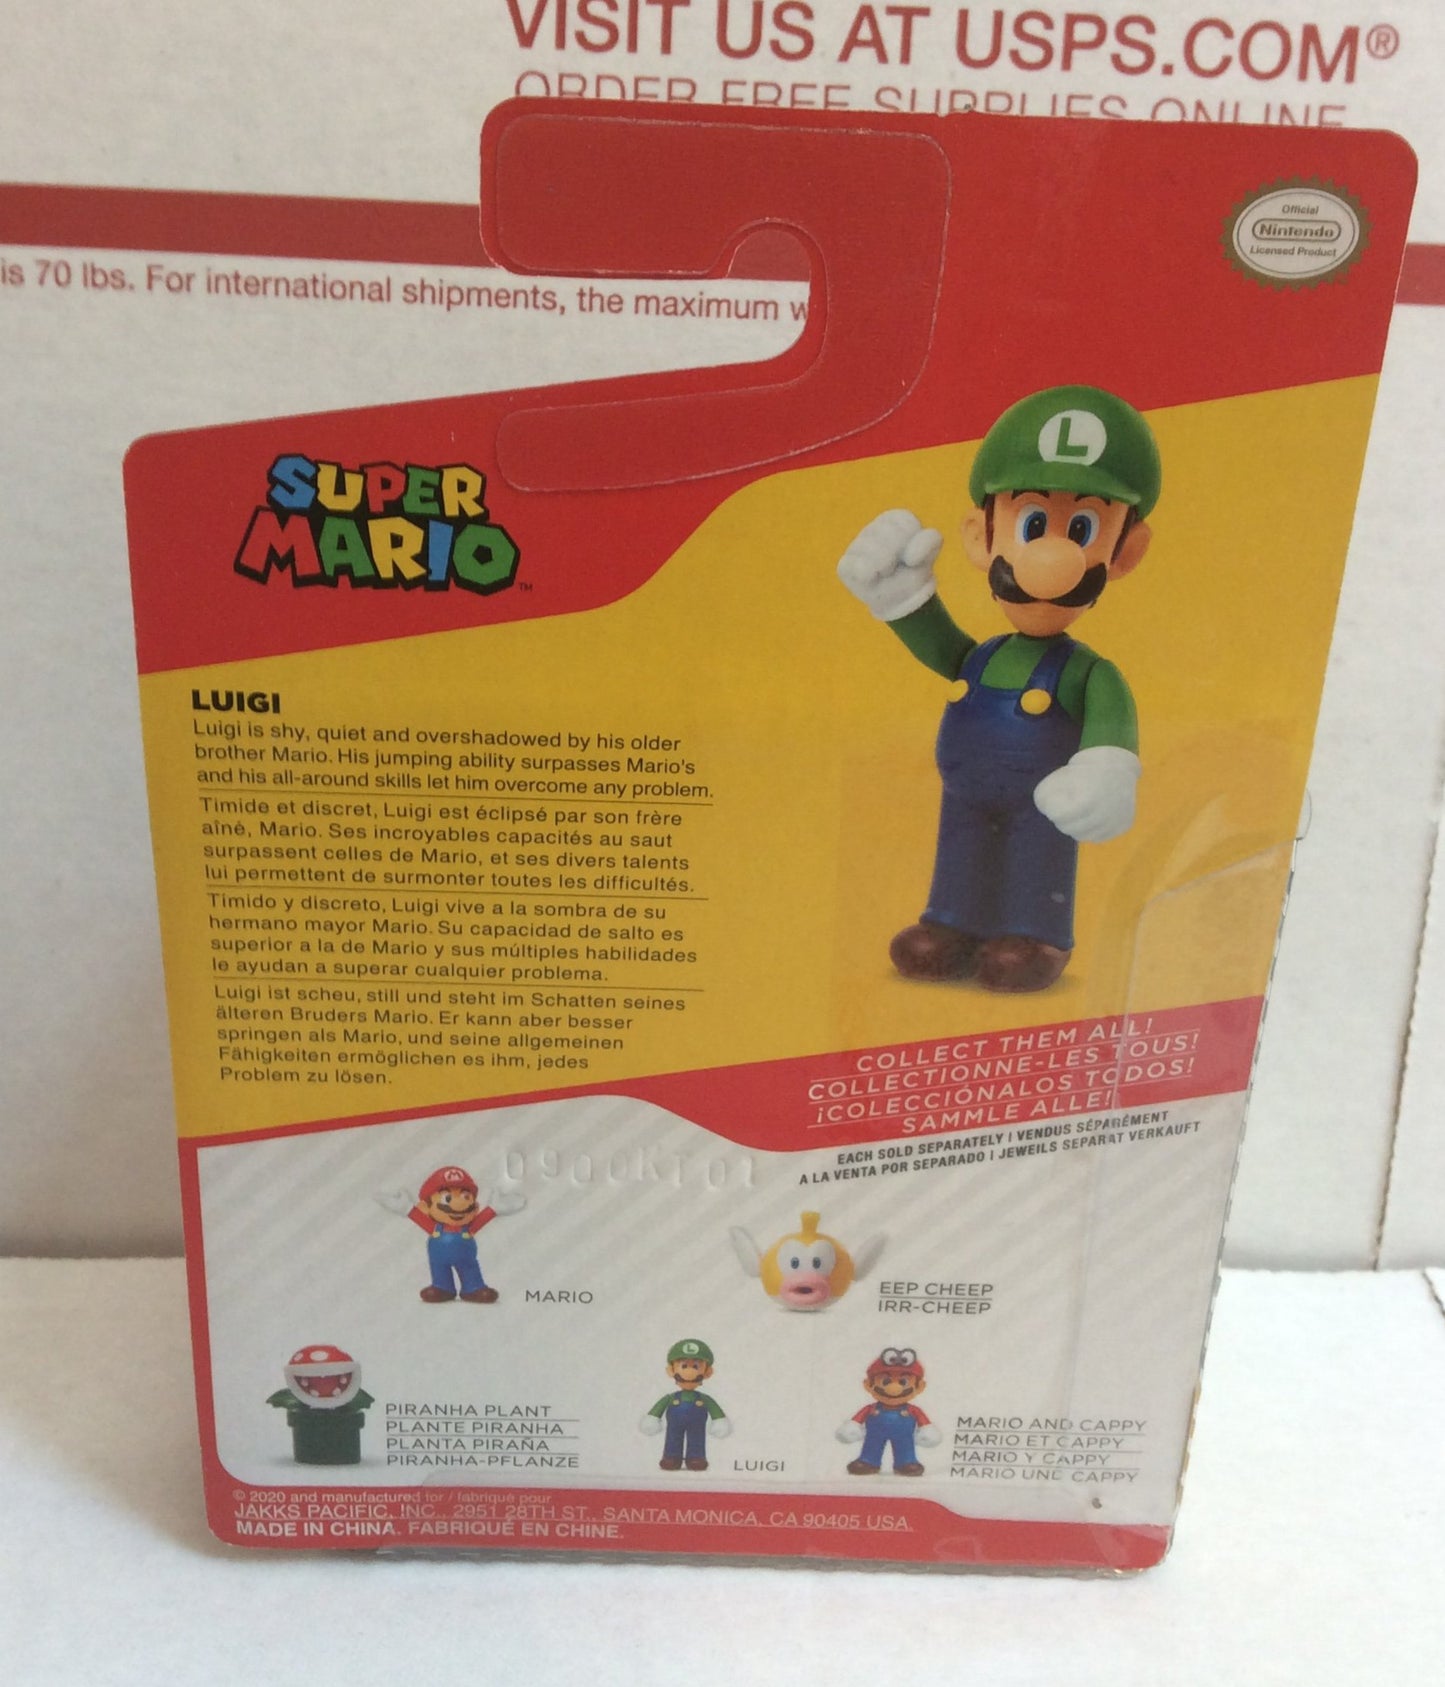 VISIT US AT USPS.COM®
ORDER FREE SUPPLIES ONLINE
is 70 lbs. For international shipments, the maximum
Official
Nintendo
Licensed Product
L
SUPER
MARIO™
LUIGI
Luigi is shy, quiet and overshadowed by his older
brother Mario. His jumping ability surpasses Mario's
and his all-around skills let him overcome any problem.
Timide et discret, Luigi est éclipsé par son frère
aîné, Mario. Ses incroyables capacités au saut
surpassent celles de Mario, et ses divers talents
lui permettent de surmonter toutes les difficultés.
Timido y discreto, Luigi vive a la sombra de su
hermano mayor Mario. Su capacidad de salto es
superior a la de Mario y sus múltiples habilidades
le ayudan a superar cualquier problema.
Luigi ist scheu, still und steht im Schatten seines
älteren Bruders Mario. Er kann aber besser
springen als Mario, und seine allgemeinen
Fähigkeiten ermöglichen es ihm, jedes
Problem zu lösen.
COLLECT THEM ALL!
COLLECTIONNE-LES TOUS!
¡COLECCIÓNALOS TODOS!
SAMMLE ALLE!
EACH SOLD SEPARATELY | VENDUS SÉPARÉMENT
A LA VENTA POR SEPARADO | JEWEILS SEPARAT VERKAUFT
0900KT01
M
MARIO
EEP CHEEP
IRR-CHEEP
PIRANHA PLANT
PLANTE PIRANHA
PLANTA PIRAÑA
PIRANHA-PFLANZE
L
LUIGI
MARIO AND CAPPY
MARIO ET CAPPY
MARIO Y CAPPY
MARIO UND CAPPY
© 2020 and manufactured for / fabriqué pour
JAKKS PACIFIC, INC., 2951 28TH ST., SANTA MONICA, CA 90405 USA.
MADE IN CHINA. FABRIQUÉ EN CHINE.